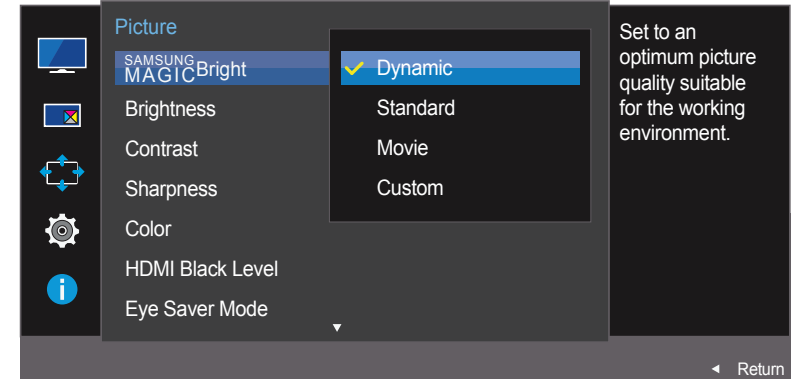 Picture
SAMSUNG
MAGICBright
Brightness
Contrast
Sharpness
Color
HDMI Black Level
Eye Saver Mode
Dynamic
Standard
Movie
Custom
Set to an
optimum picture
quality suitable
for the working
environment.
Return